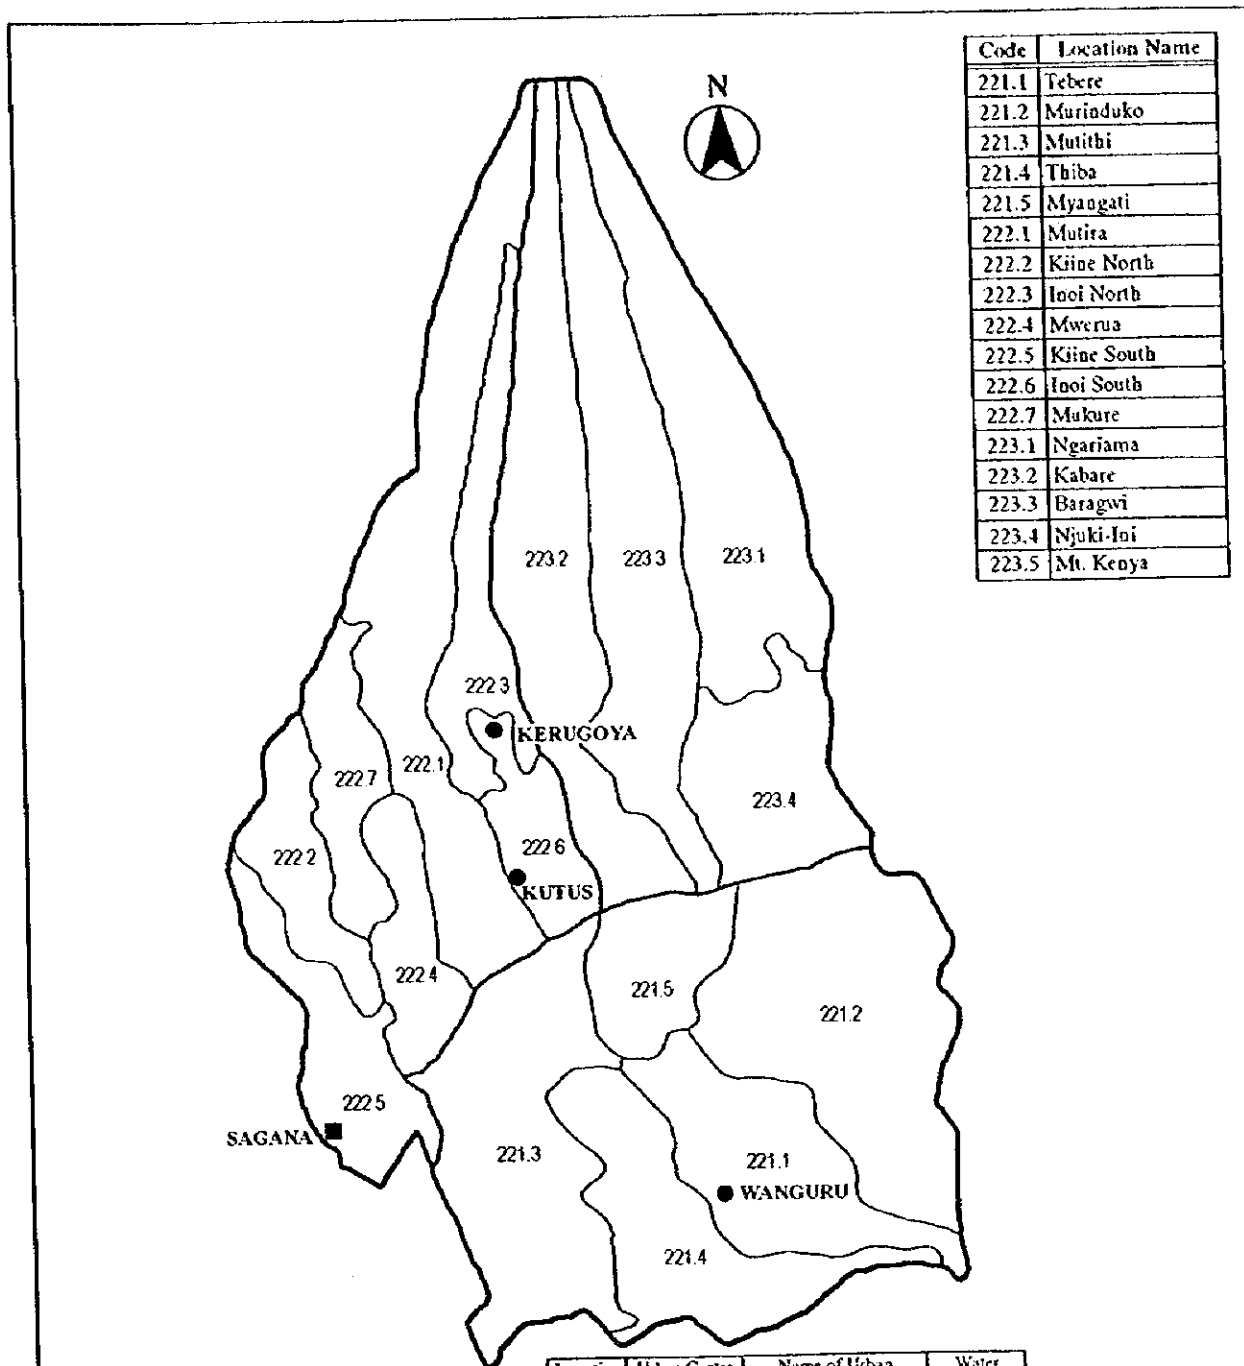 N
Code Location Name
221.1 Tebere
221.2 Murinduko
221.3 Mutithi
221.4 Thiba
221.5 Myangati
222.1 Mutira
222.2 Kiine North
222.3 Inoi North
222.4 Mwerua
222.5 Kiine South
222.6 Inoi South
222.7 Mukure
223.1 Ngariama
223.2 Kabare
223.3 Baragwi
223.4 Njuki-Ini
223.5 Mt. Kenya
223.2 223.3 223.1
222.3
KERUGOYA
222.1
222.7
223.4
222.6
222.2
KUTUS
222.4
221.5
221.2
222.5
SAGANA
221.3
221.1
WANGURU
221.4
Name of Urban Water